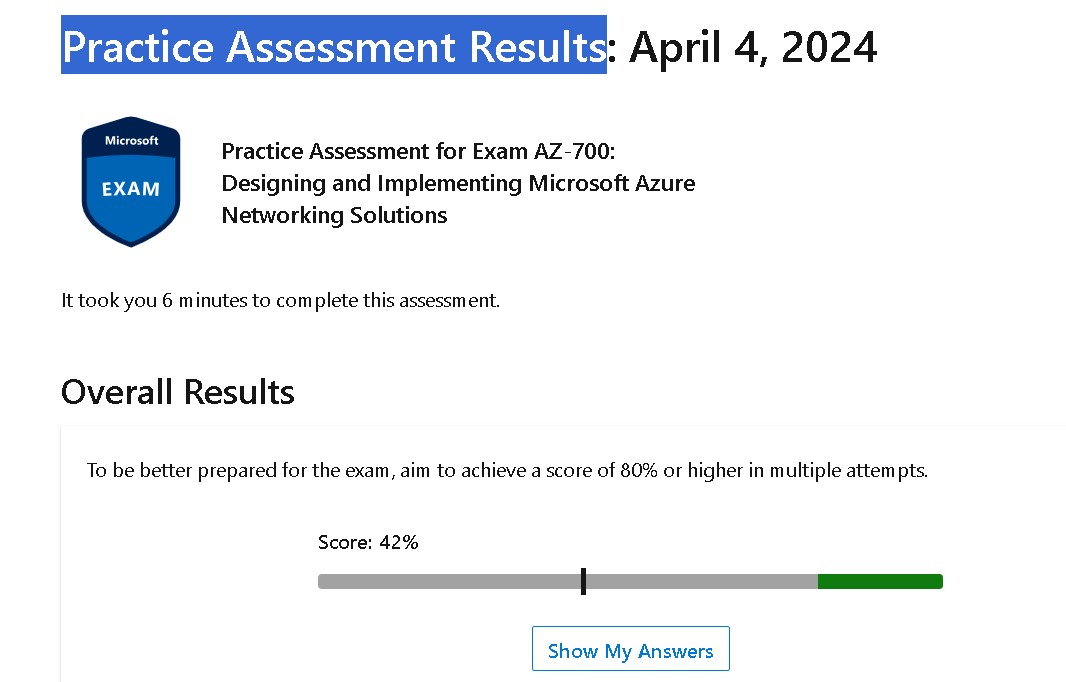 Practice Assessment Results: April 4, 2024
Microsoft
EXAM
Practice Assessment for Exam AZ-700:
Designing and Implementing Microsoft Azure
Networking Solutions
It took you 6 minutes to complete this assessment.
Overall Results
To be better prepared for the exam, aim to achieve a score of 80% or higher in multiple attempts.
Score: 42%
Show My Answers